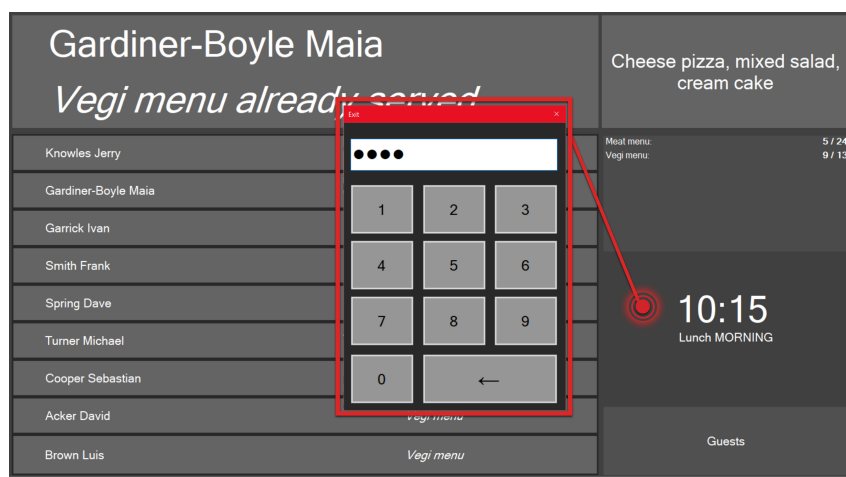 Gardiner-Boyle Maia
Vegi menu already served
Cheese pizza, mixed salad,
cream cake
Exit ×
Meat menu: 5 / 24
Vegi menu: 9 / 13
Knowles Jerry
Gardiner-Boyle Maia
Garrick Ivan
Smith Frank
Spring Dave
Turner Michael
Cooper Sebastian
Acker David Vegi menu
Brown Luis Vegi menu
●●●●
1 2 3
4 5 6
7 8 9
0 ←
10:15
Lunch MORNING
Guests